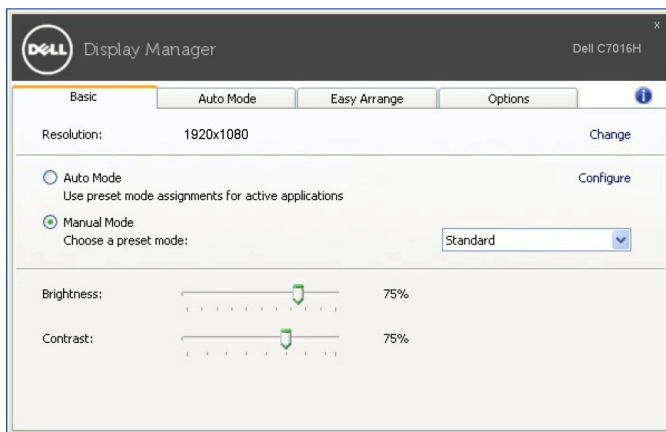 x
DELL Display Manager Dell C7016H
Basic Auto Mode Easy Arrange Options i
Resolution: 1920x1080 Change
Auto Mode Configure
Use preset mode assignments for active applications
Manual Mode
Choose a preset mode: Standard
Brightness: 75%
Contrast: 75%